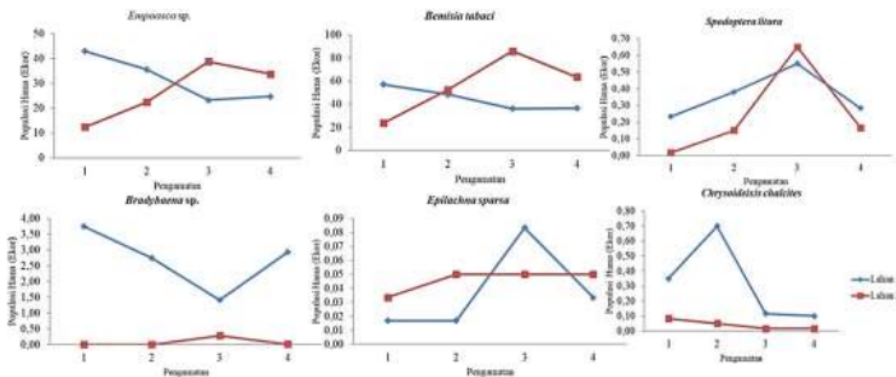 Empoasca sp.
Populasi Hama (Ekor)
50
40
30
20
10
0
1 2 3 4
Pengamatan
Bemisia tabaci
Populasi Hama (Ekor)
100
80
60
40
20
0
1 2 3 4
Pengamatan
Spodoptera litura
Populasi Hama (Ekor)
0,70
0,60
0,50
0,40
0,30
0,20
0,10
0,00
1 2 3 4
Pengamatan
Bradybaena sp.
Populasi Hama (Ekor)
4,00
3,50
3,00
2,50
2,00
1,50
1,00
0,50
0,00
1 2 3 4
Pengamatan
Epilachna sparsa
Populasi Hama (Ekor)
0,09
0,08
0,07
0,06
0,05
0,04
0,03
0,02
0,01
0,00
1 2 3 4
Pengamatan
Chrysodeixis chalcites
Populasi Hama (Ekor)
0,80
0,70
0,60
0,50
0,40
0,30
0,20
0,10
0,00
1 2 3 4
Pengamatan
Lahan
Lahan